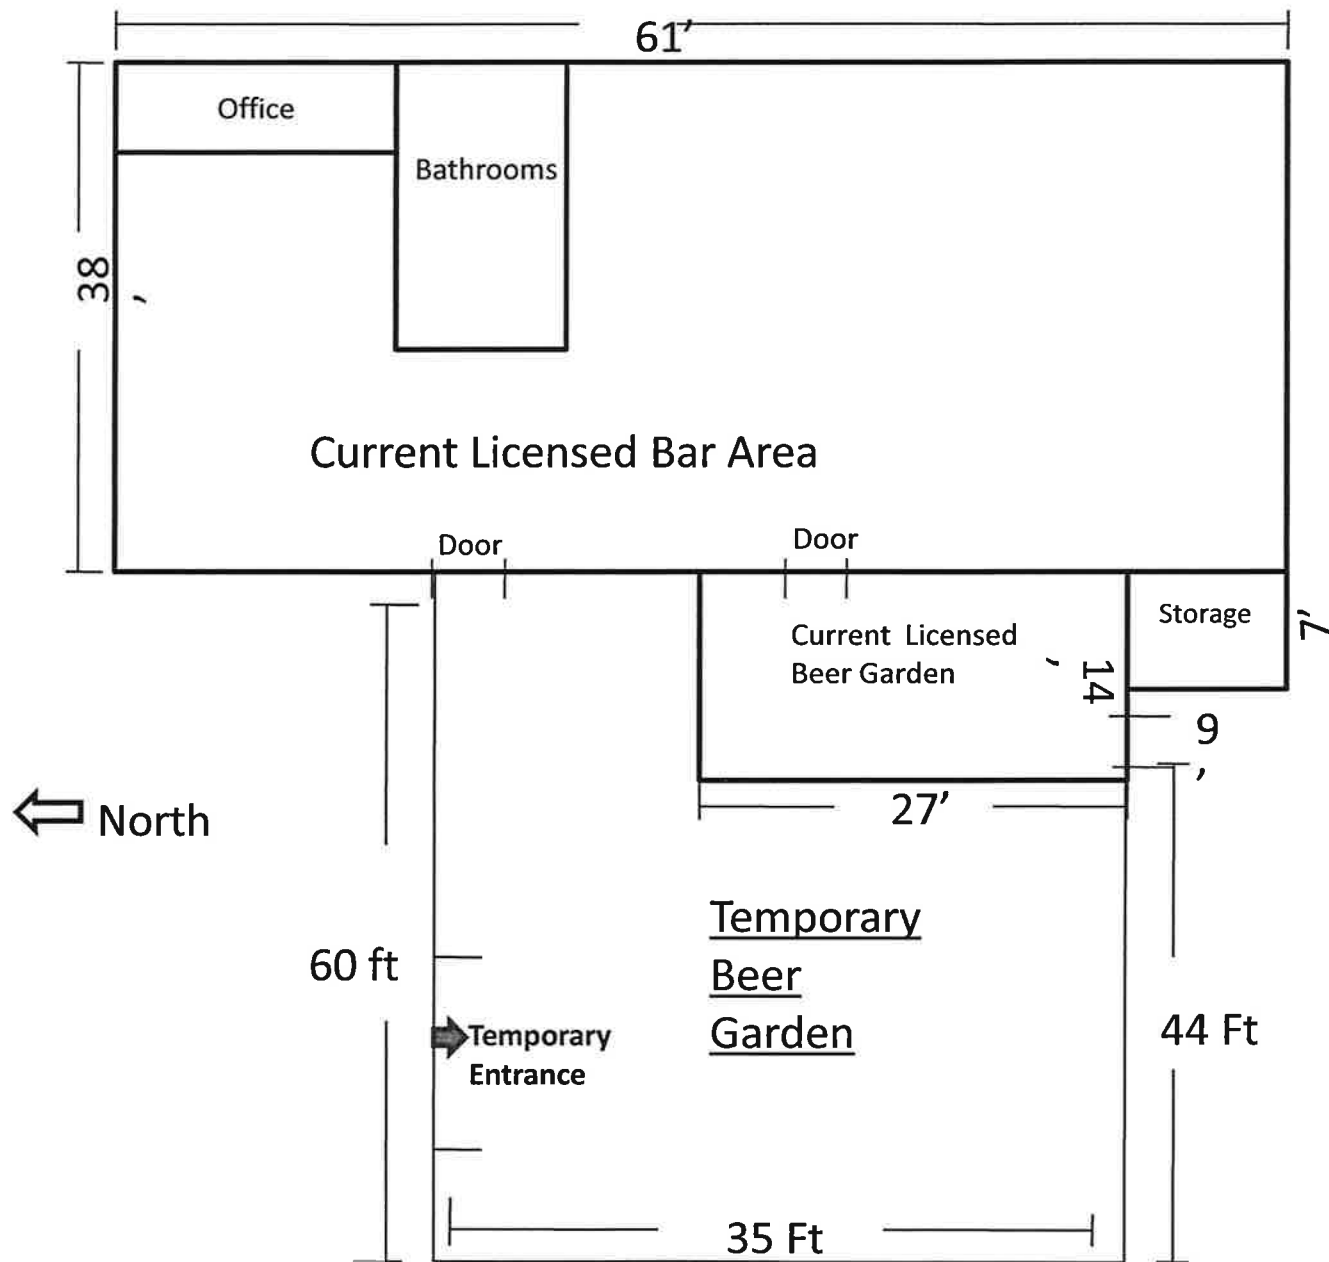 61'
Office
Bathrooms
38'
Current Licensed Bar Area
Door
Door
Current Licensed
Beer Garden
14'
Storage
7'
9'
27'
North
Temporary
Beer
Garden
60 ft
Temporary
Entrance
44 Ft
35 Ft